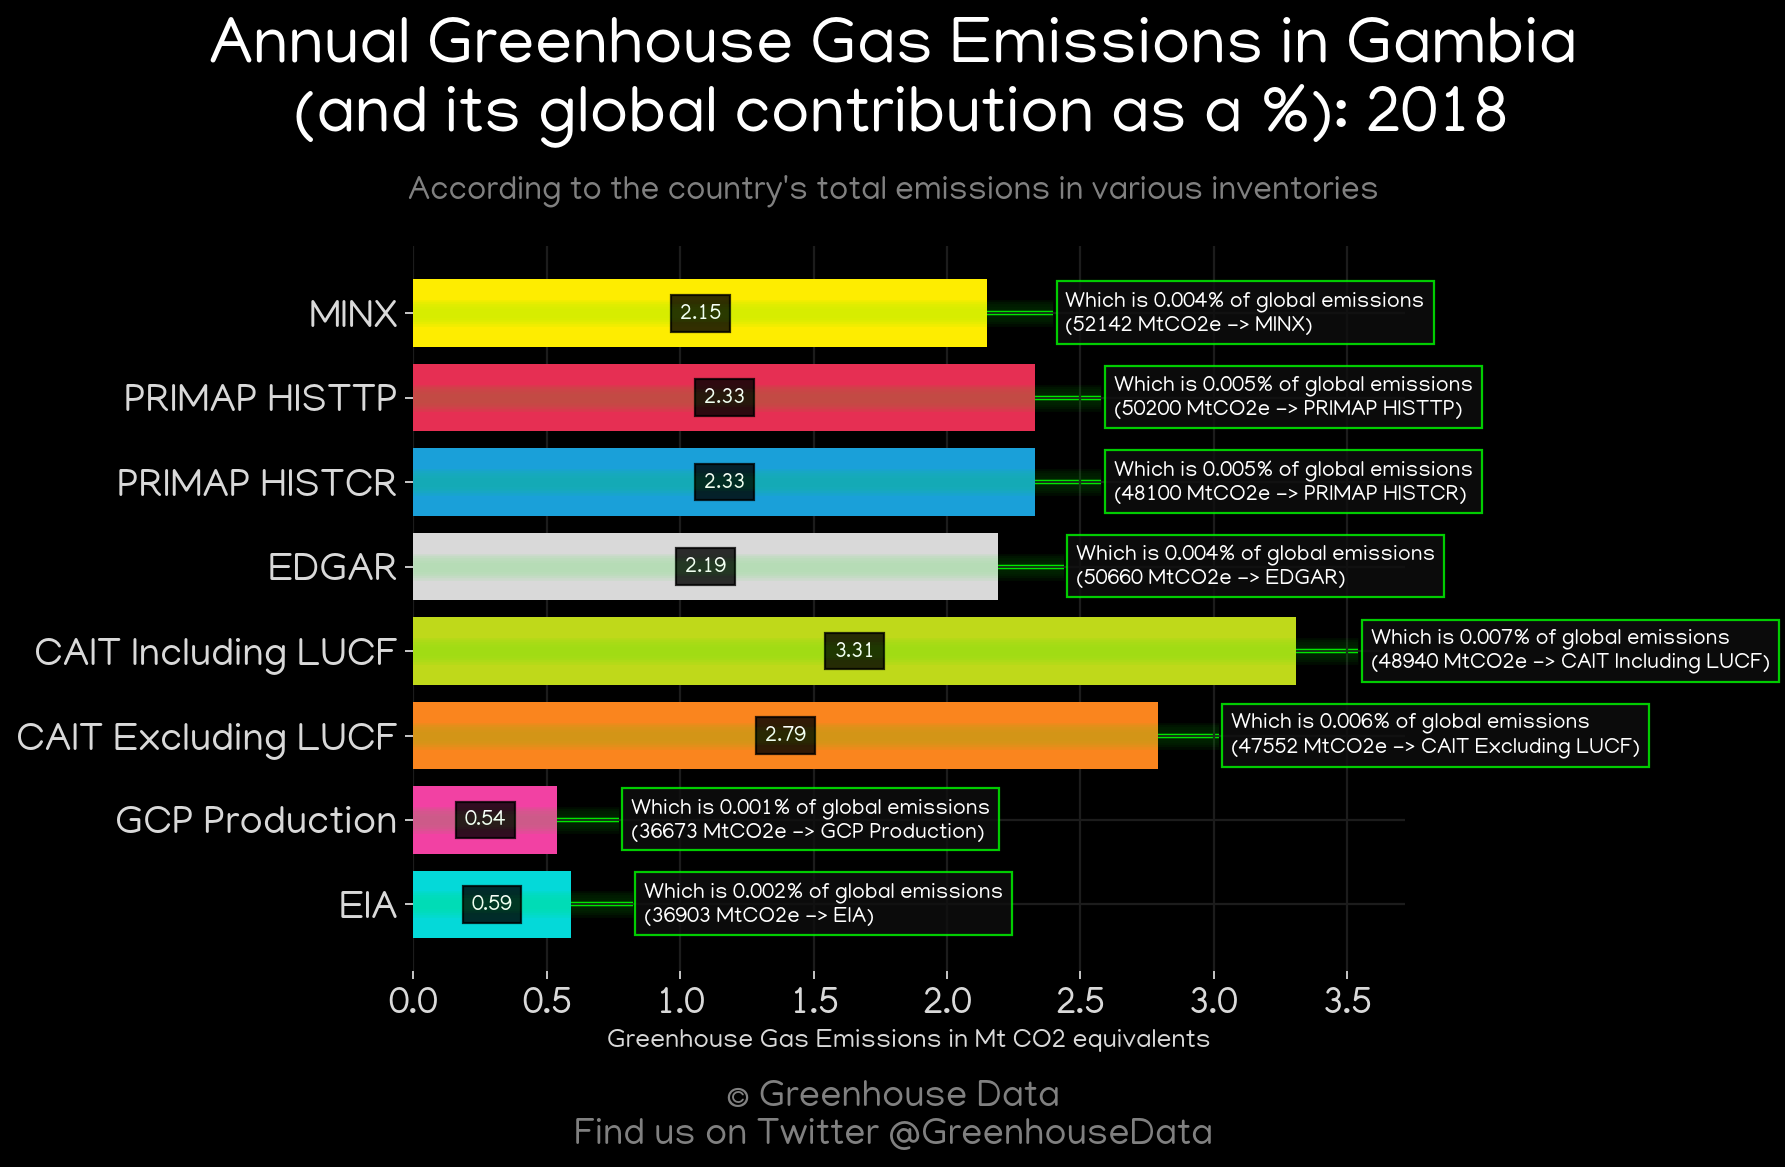 Annual Greenhouse Gas Emissions in Gambia
(and its global contribution as a %): 2018
According to the country's total emissions in various inventories
MINX
2.15
Which is 0.004% of global emissions
(52142 MtCO2e -> MINX)
PRIMAP HISTTP
2.33
Which is 0.005% of global emissions
(50200 MtCO2e -> PRIMAP HISTTP)
PRIMAP HISTCR
2.33
Which is 0.005% of global emissions
(48100 MtCO2e -> PRIMAP HISTCR)
EDGAR
2.19
Which is 0.004% of global emissions
(50660 MtCO2e -> EDGAR)
CAIT Including LUCF
3.31
Which is 0.007% of global emissions
(48940 MtCO2e -> CAIT Including LUCF)
CAIT Excluding LUCF
2.79
Which is 0.006% of global emissions
(47552 MtCO2e -> CAIT Excluding LUCF)
GCP Production
0.54
Which is 0.001% of global emissions
(36673 MtCO2e -> GCP Production)
EIA
0.59
Which is 0.002% of global emissions
(36903 MtCO2e -> EIA)
0.0 0.5 1.0 1.5 2.0 2.5 3.0 3.5
Greenhouse Gas Emissions in Mt CO2 equivalents
© Greenhouse Data
Find us on Twitter @GreenhouseData